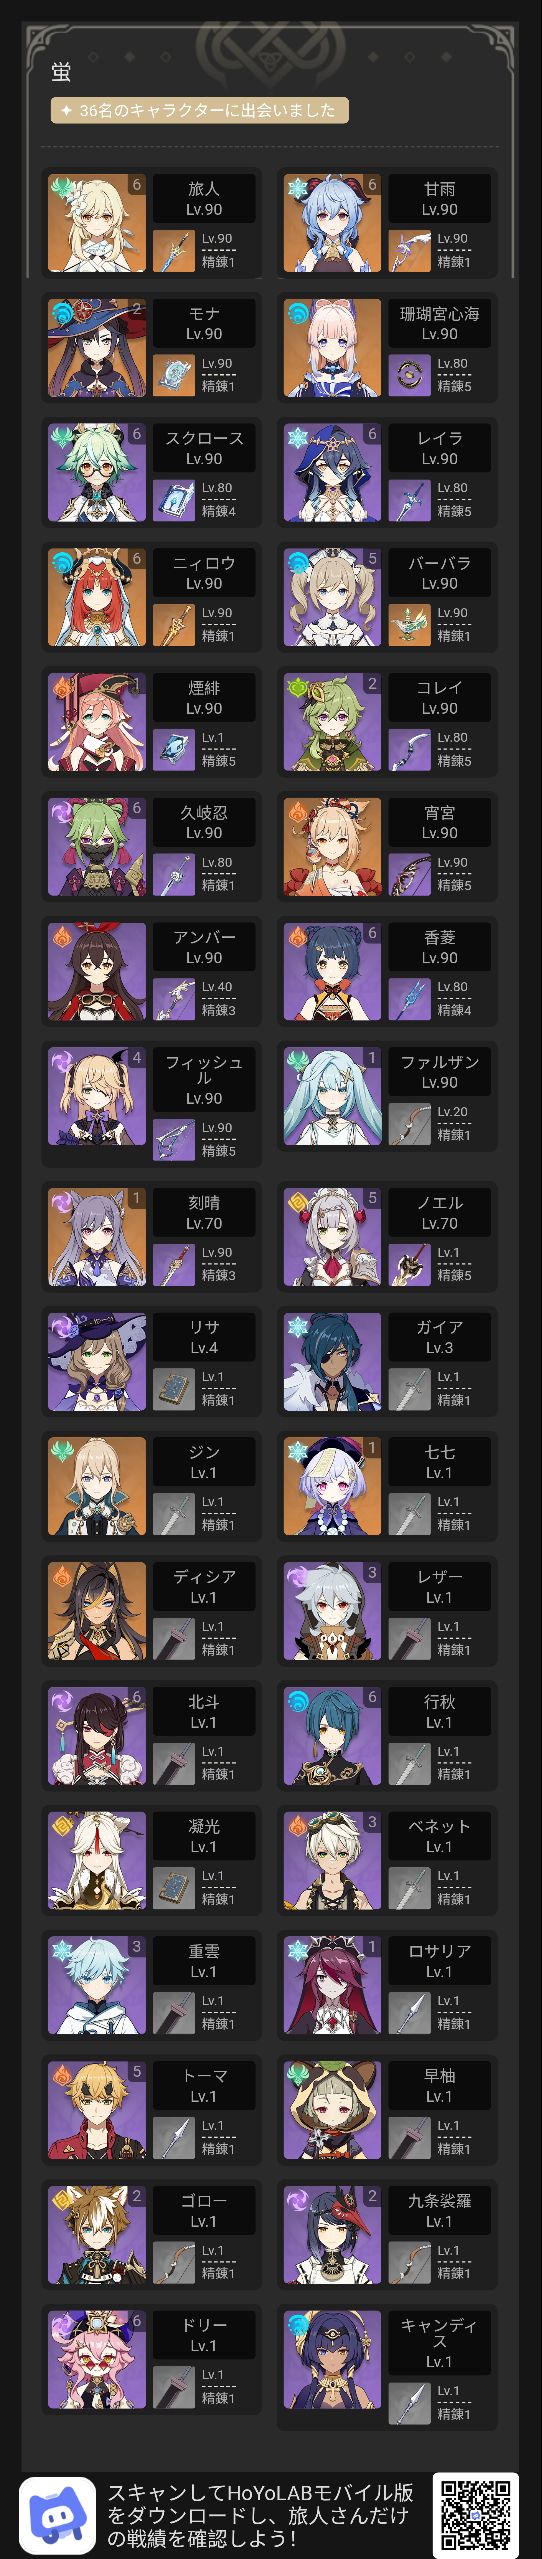 蛍
✦ 36名のキャラクターに出会いました
6 旅人 Lv.90 Lv.90 精錬1
6 甘雨 Lv.90 Lv.90 精錬1
2 モナ Lv.90 Lv.90 精錬1
珊瑚宮心海 Lv.90 Lv.80 精錬5
6 スクロース Lv.90 Lv.80 精錬4
6 レイラ Lv.90 Lv.80 精錬5
6 ニィロウ Lv.90 Lv.90 精錬1
5 バーバラ Lv.90 Lv.90 精錬1
煙緋 Lv.90 Lv.1 精錬5
2 コレイ Lv.90 Lv.80 精錬5
6 久岐忍 Lv.90 Lv.80 精錬1
宵宮 Lv.90 Lv.90 精錬5
アンバー Lv.90 Lv.40 精錬3
6 香菱 Lv.90 Lv.80 精錬4
4 フィッシュ
ル
Lv.90 Lv.90 精錬5
1 ファルザン Lv.90 Lv.20 精錬1
1 刻晴 Lv.70 Lv.90 精錬3
5 ノエル Lv.70 Lv.1 精錬5
リサ Lv.4 Lv.1 精錬1
ガイア Lv.3 Lv.1 精錬1
ジン Lv.1 Lv.1 精錬1
1 七七 Lv.1 Lv.1 精錬1
ディシア Lv.1 Lv.1 精錬1
3 レザー Lv.1 Lv.1 精錬1
6 北斗 Lv.1 Lv.1 精錬1
6 行秋 Lv.1 Lv.1 精錬1
凝光 Lv.1 Lv.1 精錬1
3 ベネット Lv.1 Lv.1 精錬1
3 重雲 Lv.1 Lv.1 精錬1
1 ロサリア Lv.1 Lv.1 精錬1
5 トーマ Lv.1 Lv.1 精錬1
早柚 Lv.1 Lv.1 精錬1
2 ゴロー Lv.1 Lv.1 精錬1
2 九条裟羅 Lv.1 Lv.1 精錬1
6 ドリー Lv.1 Lv.1 精錬1
キャンディ
ス
Lv.1 Lv.1 精錬1
スキャンしてHoYoLABモバイル版
をダウンロードし、旅人さんだけ
の戦績を確認しよう!